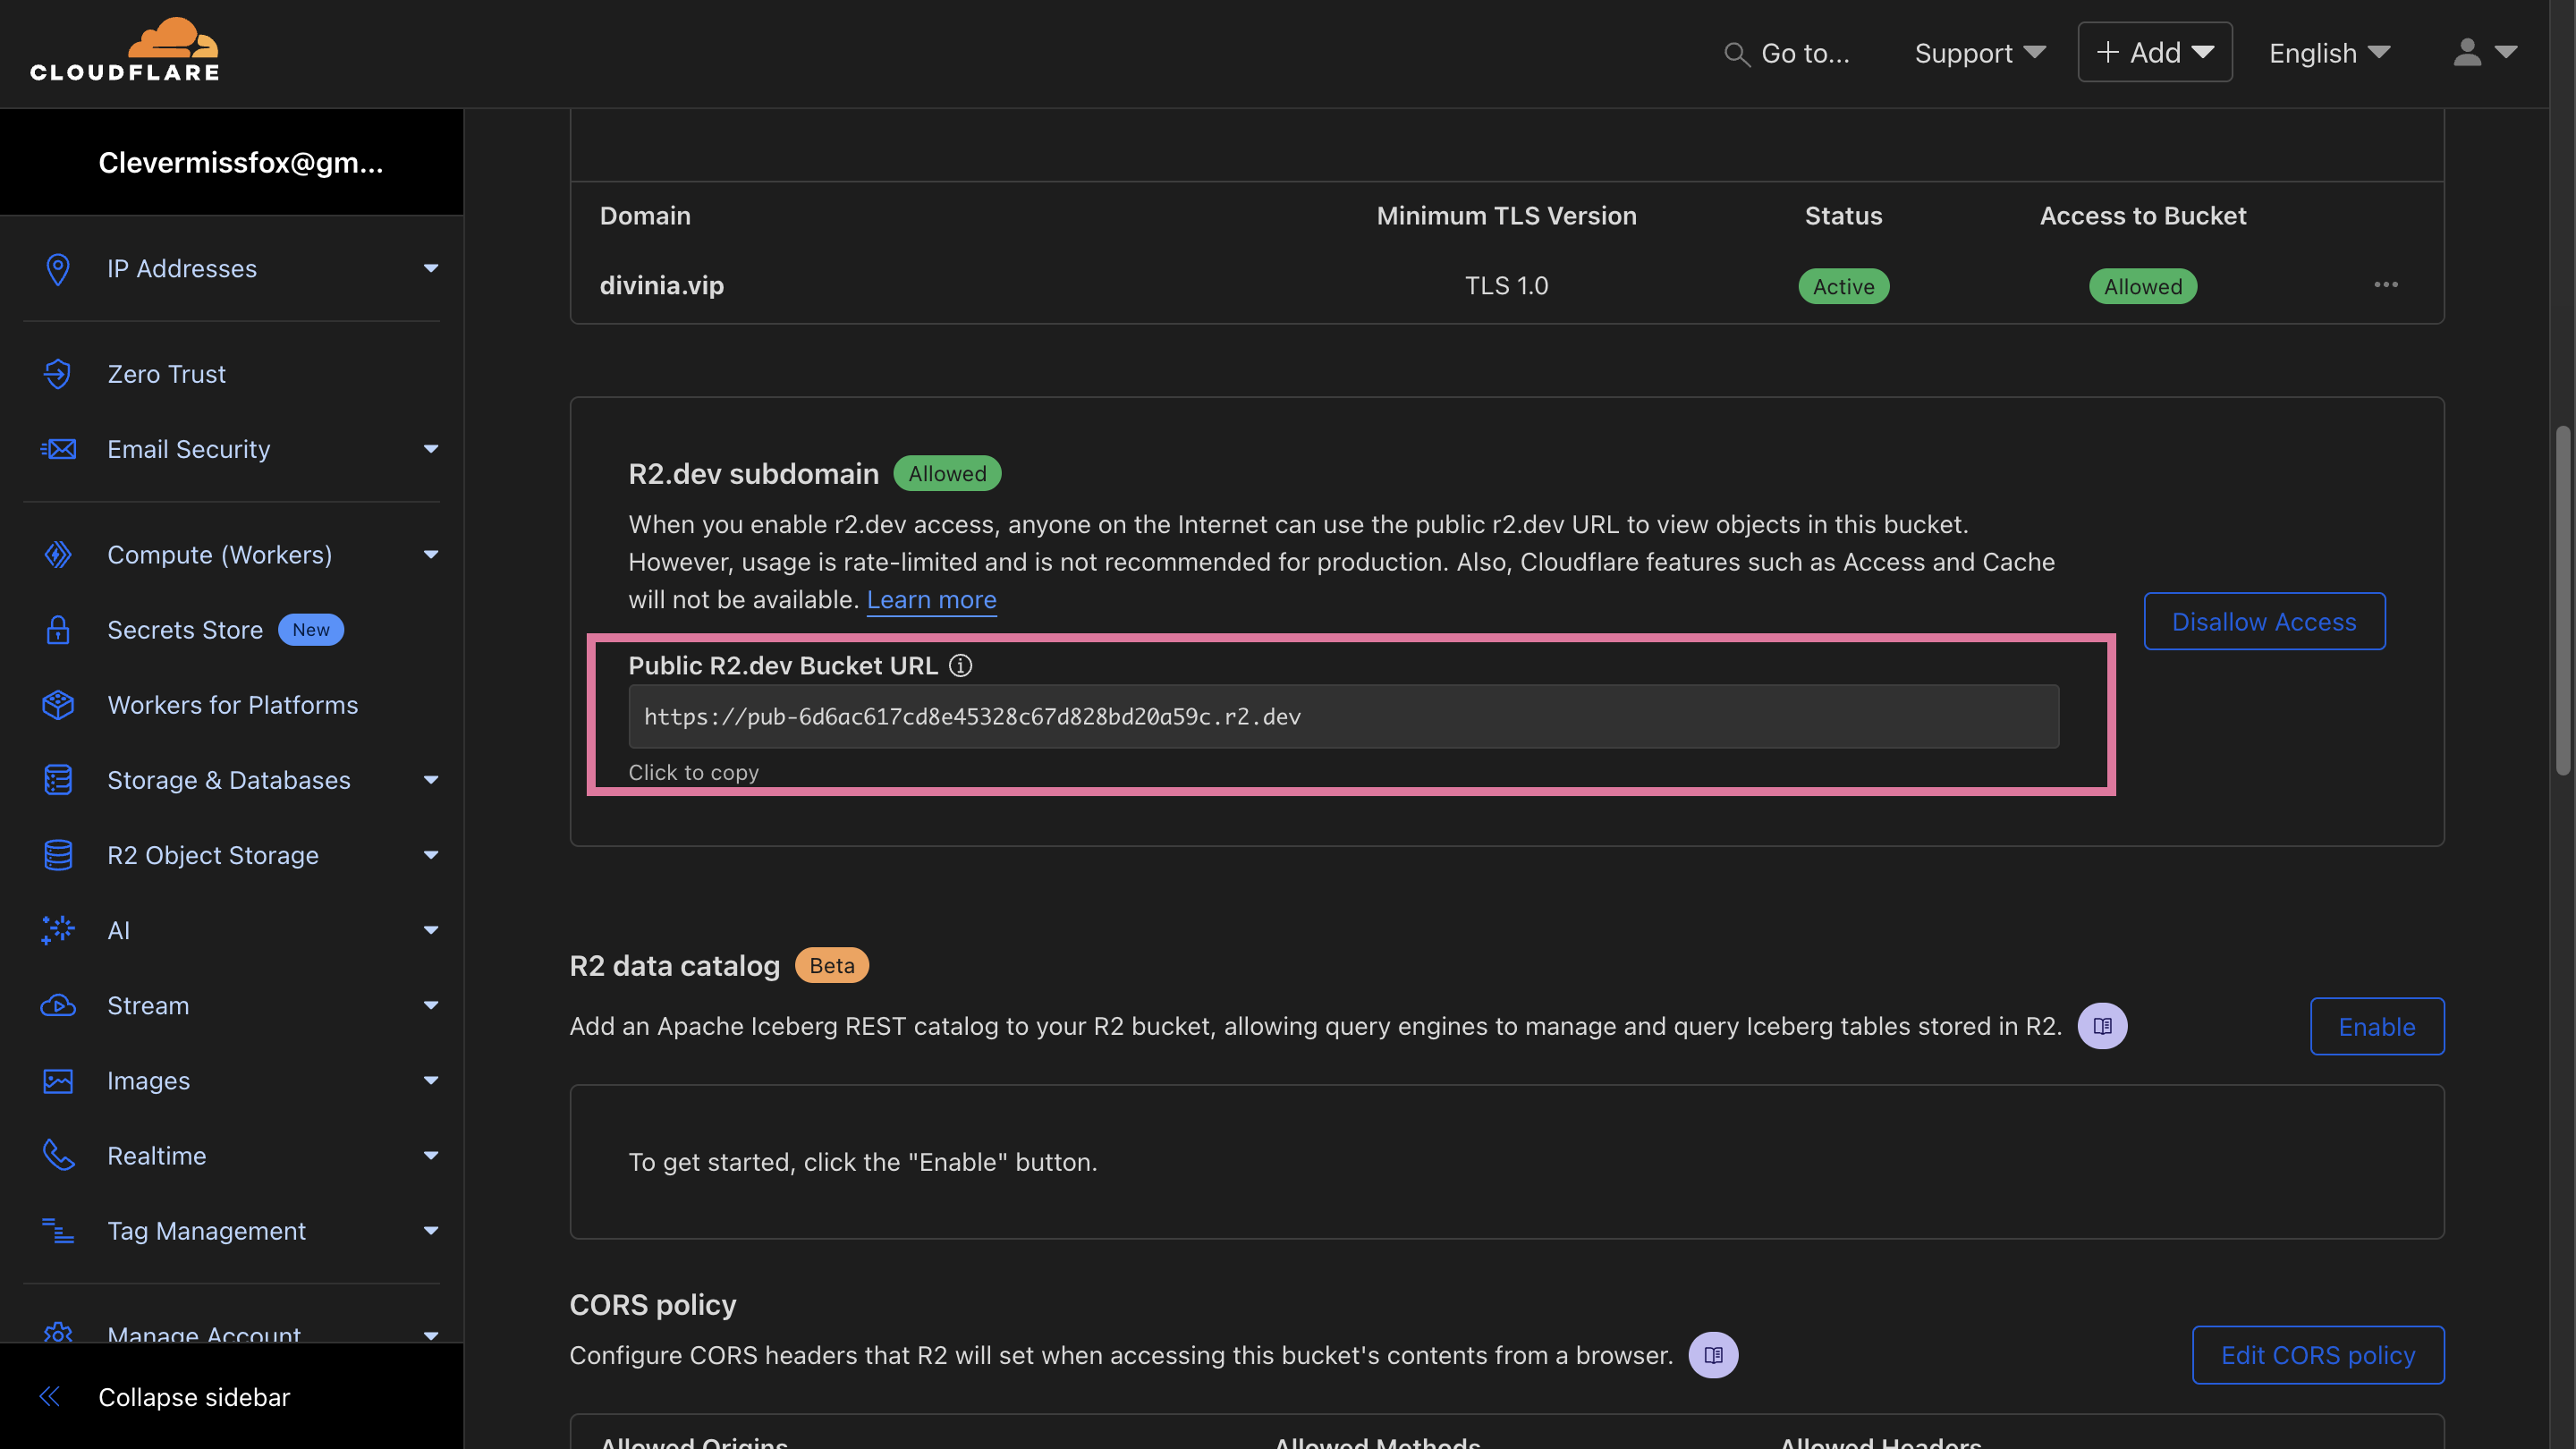 CLOUDFLARE
Go to...
Support
+ Add
English
Clevermissfox@gm...
IP Addresses
Zero Trust
Email Security
Compute (Workers)
Secrets Store New
Workers for Platforms
Storage & Databases
R2 Object Storage
AI
Stream
Images
Realtime
Tag Management
Manage Account
Collapse sidebar
Domain Minimum TLS Version Status Access to Bucket
divinia.vip TLS 1.0 Active Allowed
R2.dev subdomain Allowed
When you enable r2.dev access, anyone on the Internet can use the public r2.dev URL to view objects in this bucket.
However, usage is rate-limited and is not recommended for production. Also, Cloudflare features such as Access and Cache
will not be available. Learn more
Disallow Access
Public R2.dev Bucket URL
https://pub-6d6ac617cd8e45328c67d828bd20a59c.r2.dev
Click to copy
R2 data catalog Beta
Add an Apache Iceberg REST catalog to your R2 bucket, allowing query engines to manage and query Iceberg tables stored in R2.
Enable
To get started, click the "Enable" button.
CORS policy
Configure CORS headers that R2 will set when accessing this bucket's contents from a browser.
Edit CORS policy
Allowed Origins Allowed Methods Allowed Headers